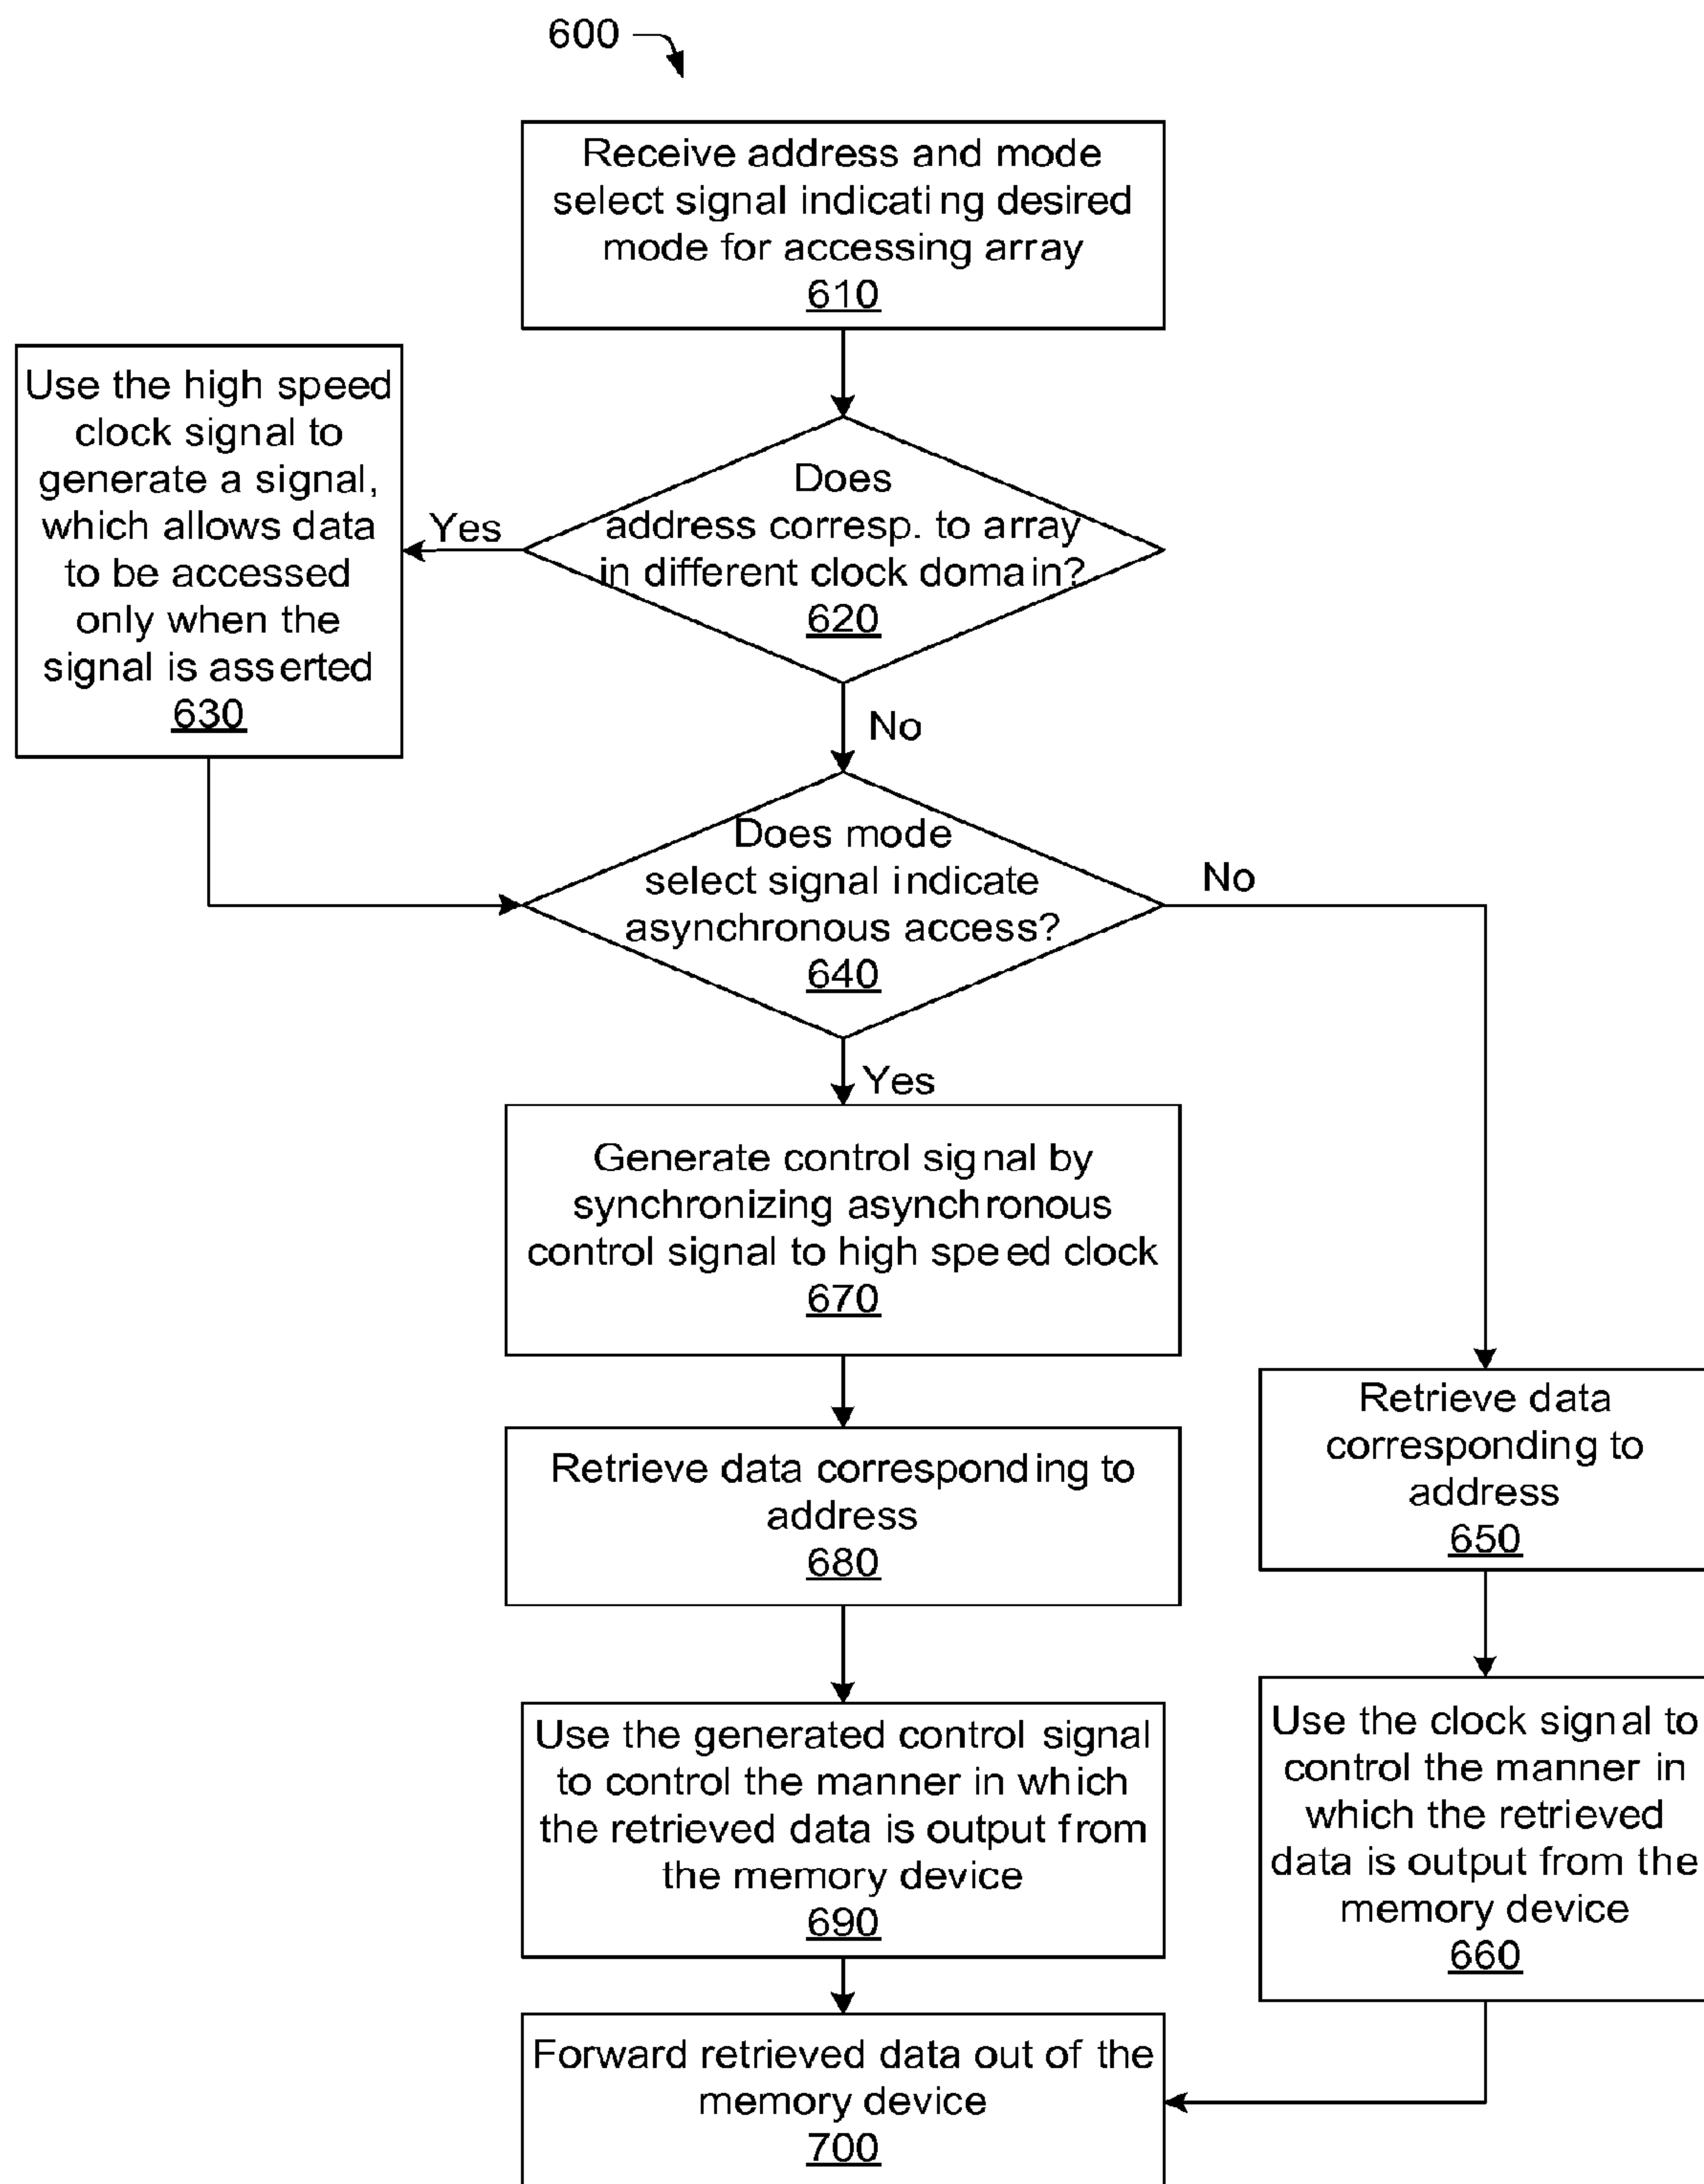 600
Receive address and mode
select signal indicating desired
mode for accessing array
610
Use the high speed
clock signal to
generate a signal,
which allows data
to be accessed
only when the
signal is asserted
630
Yes
Does
address corresp. to array
in different clock domain?
620
No
Does mode
select signal indicate
asynchronous access?
640
No
Yes
Generate control signal by
synchronizing asynchronous
control signal to high speed clock
670
Retrieve data corresponding to
address
680
Retrieve data
corresponding to
address
650
Use the generated control signal
to control the manner in which
the retrieved data is output from
the memory device
690
Use the clock signal to
control the manner in
which the retrieved
data is output from the
memory device
660
Forward retrieved data out of the
memory device
700